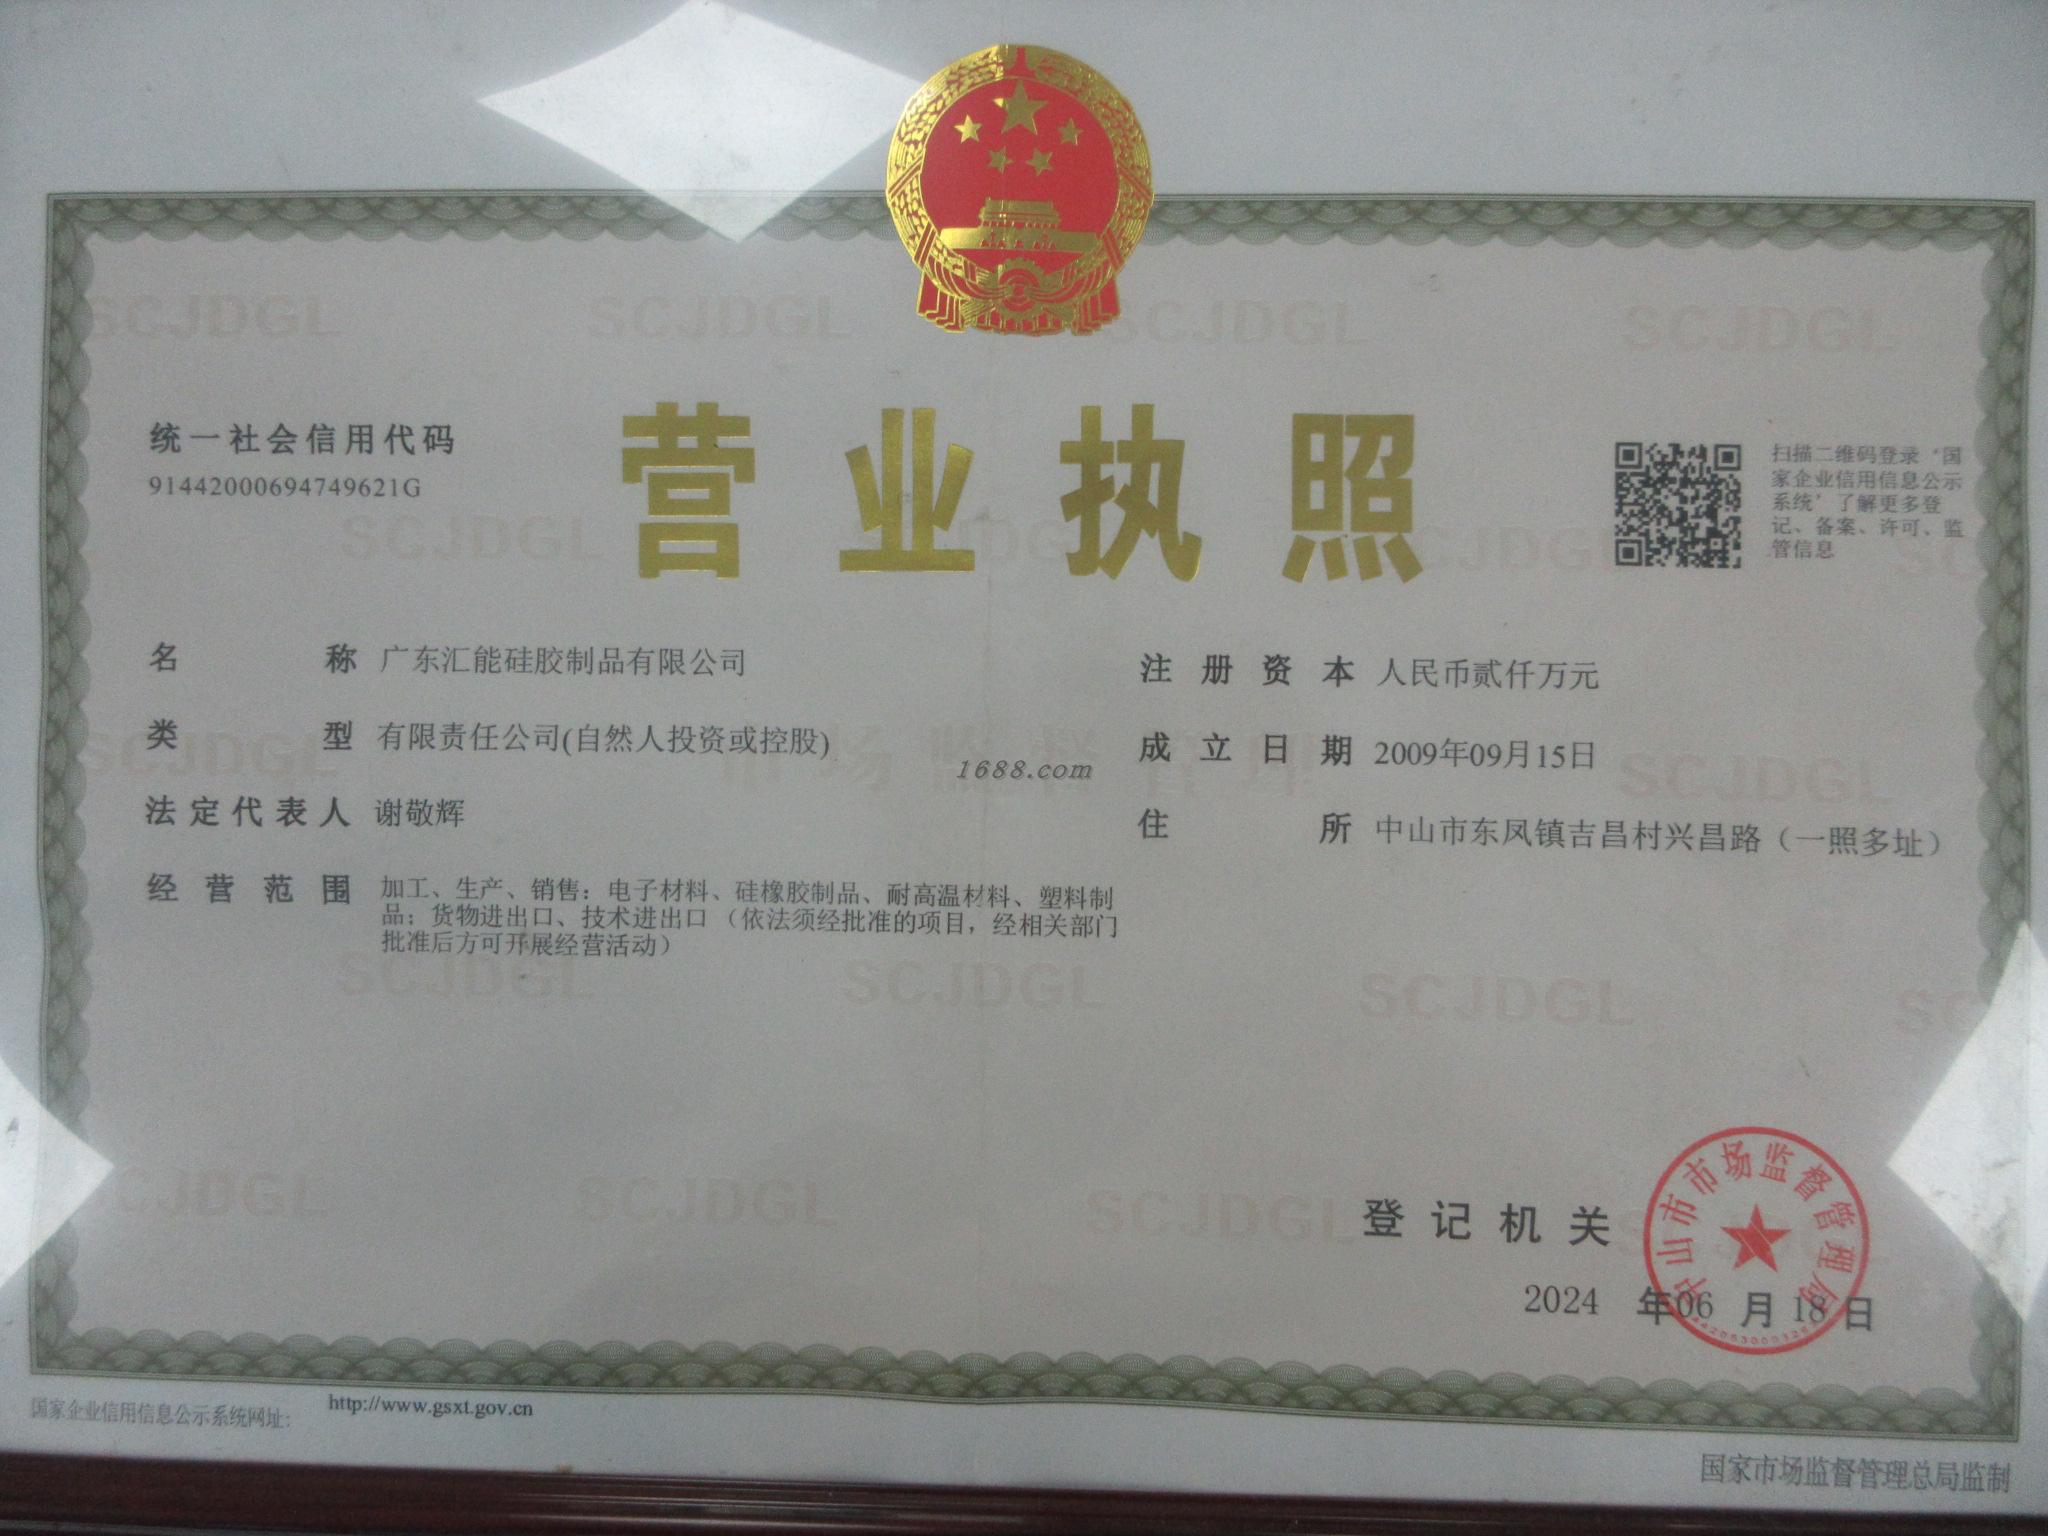 营业执照
统一社会信用代码
91442000694749621G
扫描二维码登录‘国
家企业信用信息公示
系统’了解更多登
记、备案、许可、监
管信息
名称 广东汇能硅胶制品有限公司
类型 有限责任公司(自然人投资或控股)
法定代表人 谢敬辉
经营范围 加工、生产、销售：电子材料、硅橡胶制品、耐高温材料、塑料制
品；货物进出口、技术进出口（依法须经批准的项目，经相关部门
批准后方可开展经营活动）
注册资本 人民币贰仟万元
成立日期 2009年09月15日
住所 中山市东凤镇吉昌村兴昌路（一照多址）
1688.com
市场监督管理
SCJDGL
登记机关
中山市市场监督管理局
2024 年06 月 18 日
国家企业信用信息公示系统网址: http://www.gsxt.gov.cn
国家市场监督管理总局监制